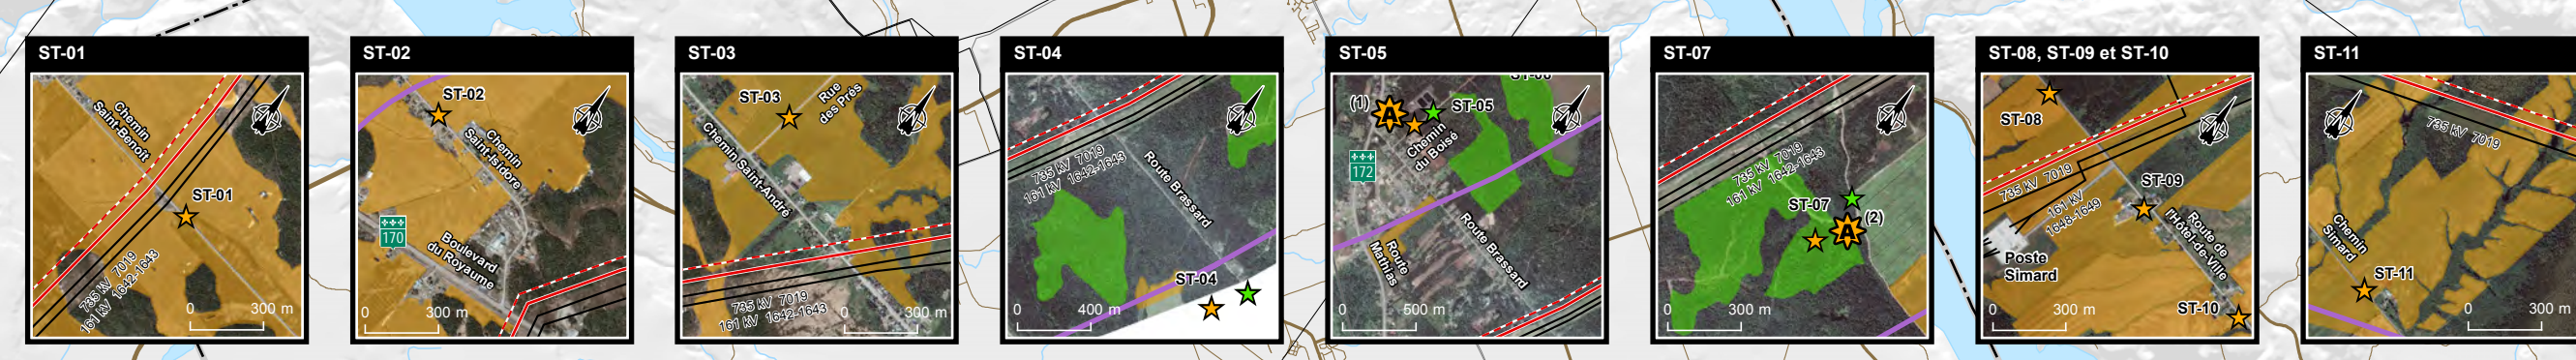 ST-01
Chemin
Saint-Benoît
ST-01
735 kV 7019
161 kV 1642-1643
300 m
ST-02
ST-02
Chemin
Saint-Isidore
170
Boulevard
du Royaume
0
300 m
ST-03
ST-03
Rue
des Prés
Chemin Saint-André
735 kV 7019
161 kV 1642-1643
0
300 m
ST-04
735 kV 7019
161 kV 1642-1643
Route Brassard
ST-04
0
400 m
ST-05
ST-06
(1)
A
ST-05
Chemin
du Boisé
172
Route
Mathias
Route Brassard
0
500 m
ST-07
735 kV 7019
161 kV 1642-1643
ST-07
A
(2)
0
300 m
ST-08, ST-09 et ST-10
ST-08
735 kV 7019
161 kV
1648-1649
ST-09
Route de
l'Hôtel-de-Ville
Poste
Simard
ST-10
0
300 m
ST-11
735 kV 7019
Chemin
Simard
ST-11
0
300 m